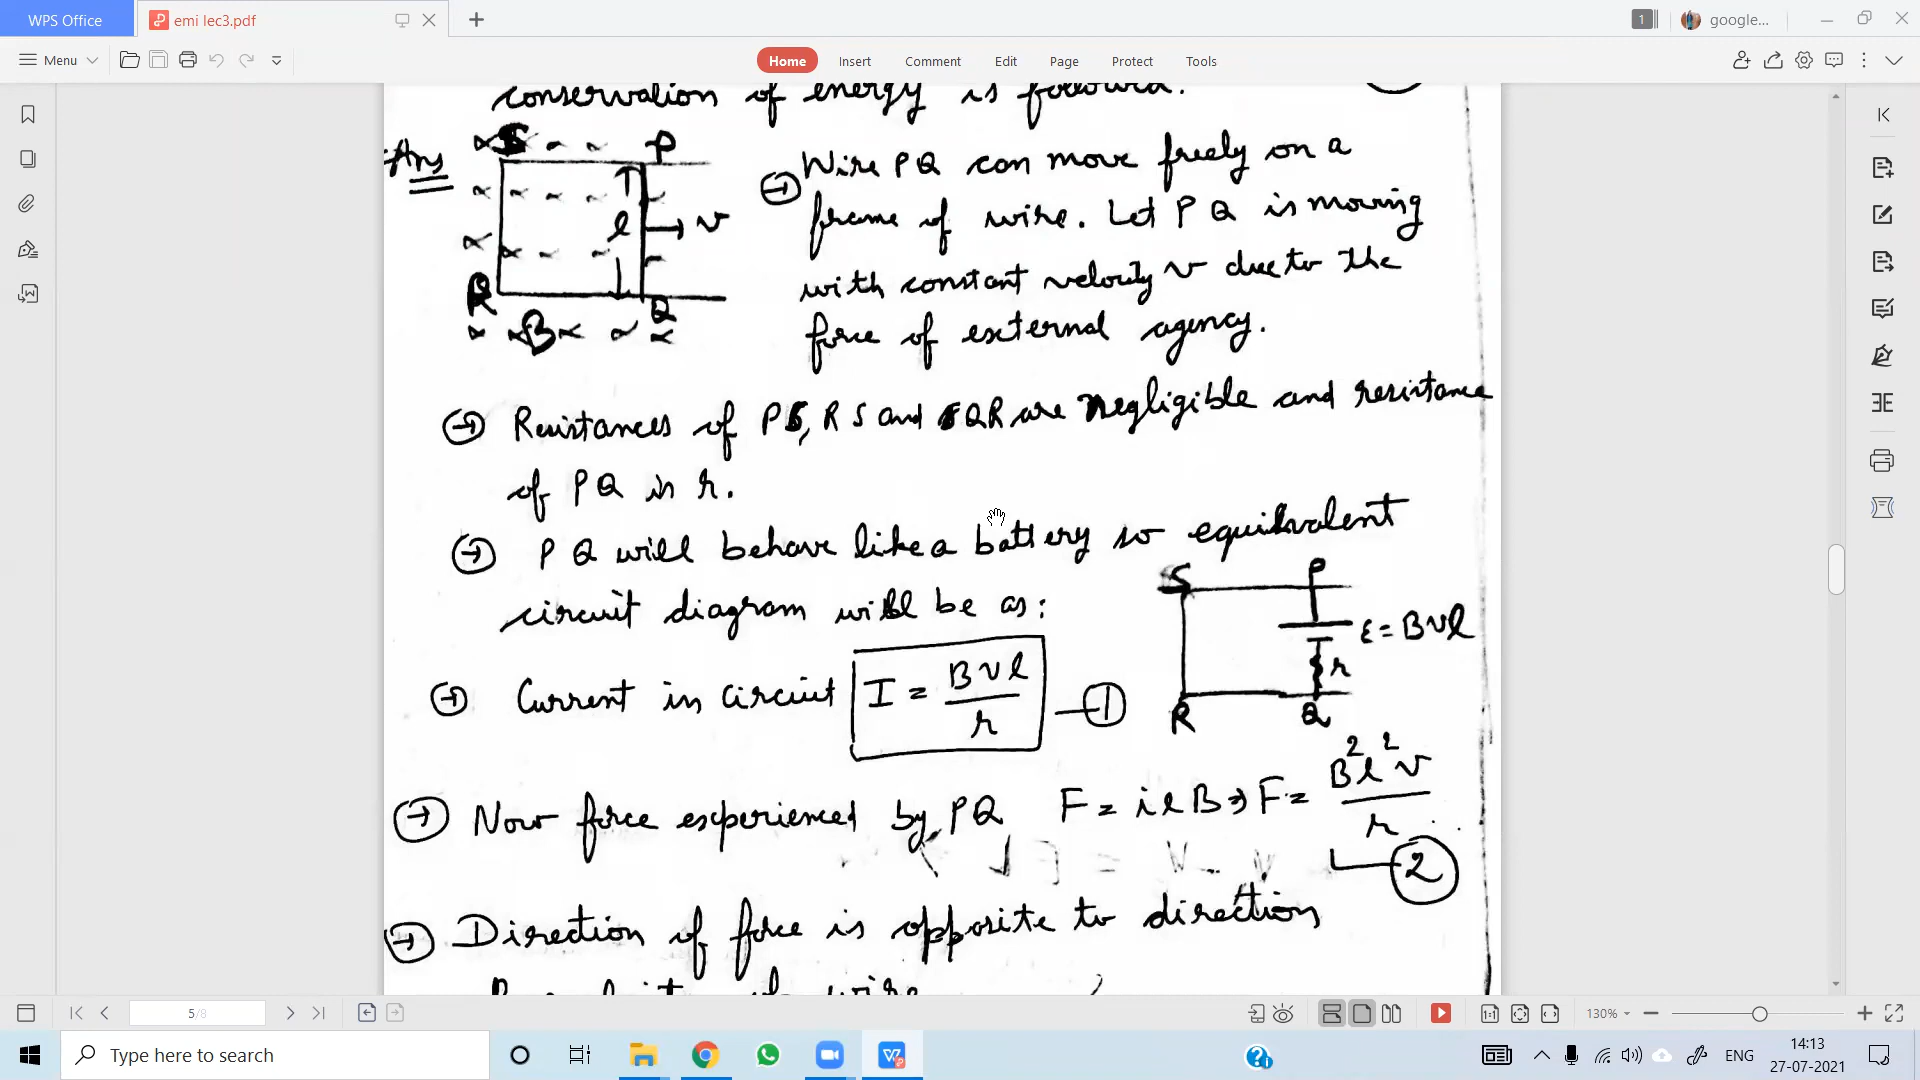 WPS Office
emi lec3.pdf
1
google...
Menu
Home
Insert
Comment
Edit
Page
Protect
Tools
conservation of energy is followed.
Ans
S
P
l
v
R
Q
B
→ Wire PQ can move freely on a
frame of wire. Let PQ is moving
with constant velocity v due to the
force of external agency.
→ Resistances of PS, RS and QR are negligible and resistance
of PQ is r.
→ PQ will behave like a battery so equivalent
circuit diagram will be as:
S
P
ε = Bvl
r
R
Q
→ Current in circuit I = Bvl/r — 1
→ Now force experienced by PQ F = ilB ⇒ F = B²l²v/r
2
→ Direction of force is opposite to direction
5/8
130%
1:1
Type here to search
ENG
14:13
27-07-2021